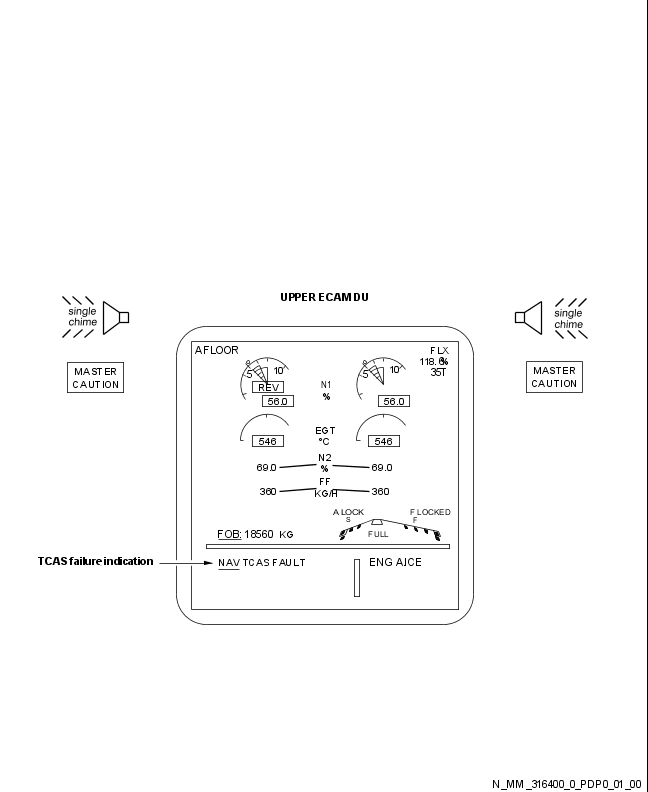 UPPER ECAM DU
single
chime
MASTER
CAUTION
single
chime
MASTER
CAUTION
A FLOOR
FLX
118.6%
35T
5
10
REV
56.0
N1
%
5
10
56.0
546
EGT
°C
546
69.0
N2
%
69.0
360
FF
KG/H
360
A LOCK
F LOCKED
S
F
FULL
FOB: 18560 KG
TCAS failure indication
NAV TCAS FAULT
ENG A.ICE
N_MM_316400_0_PDP0_01_00